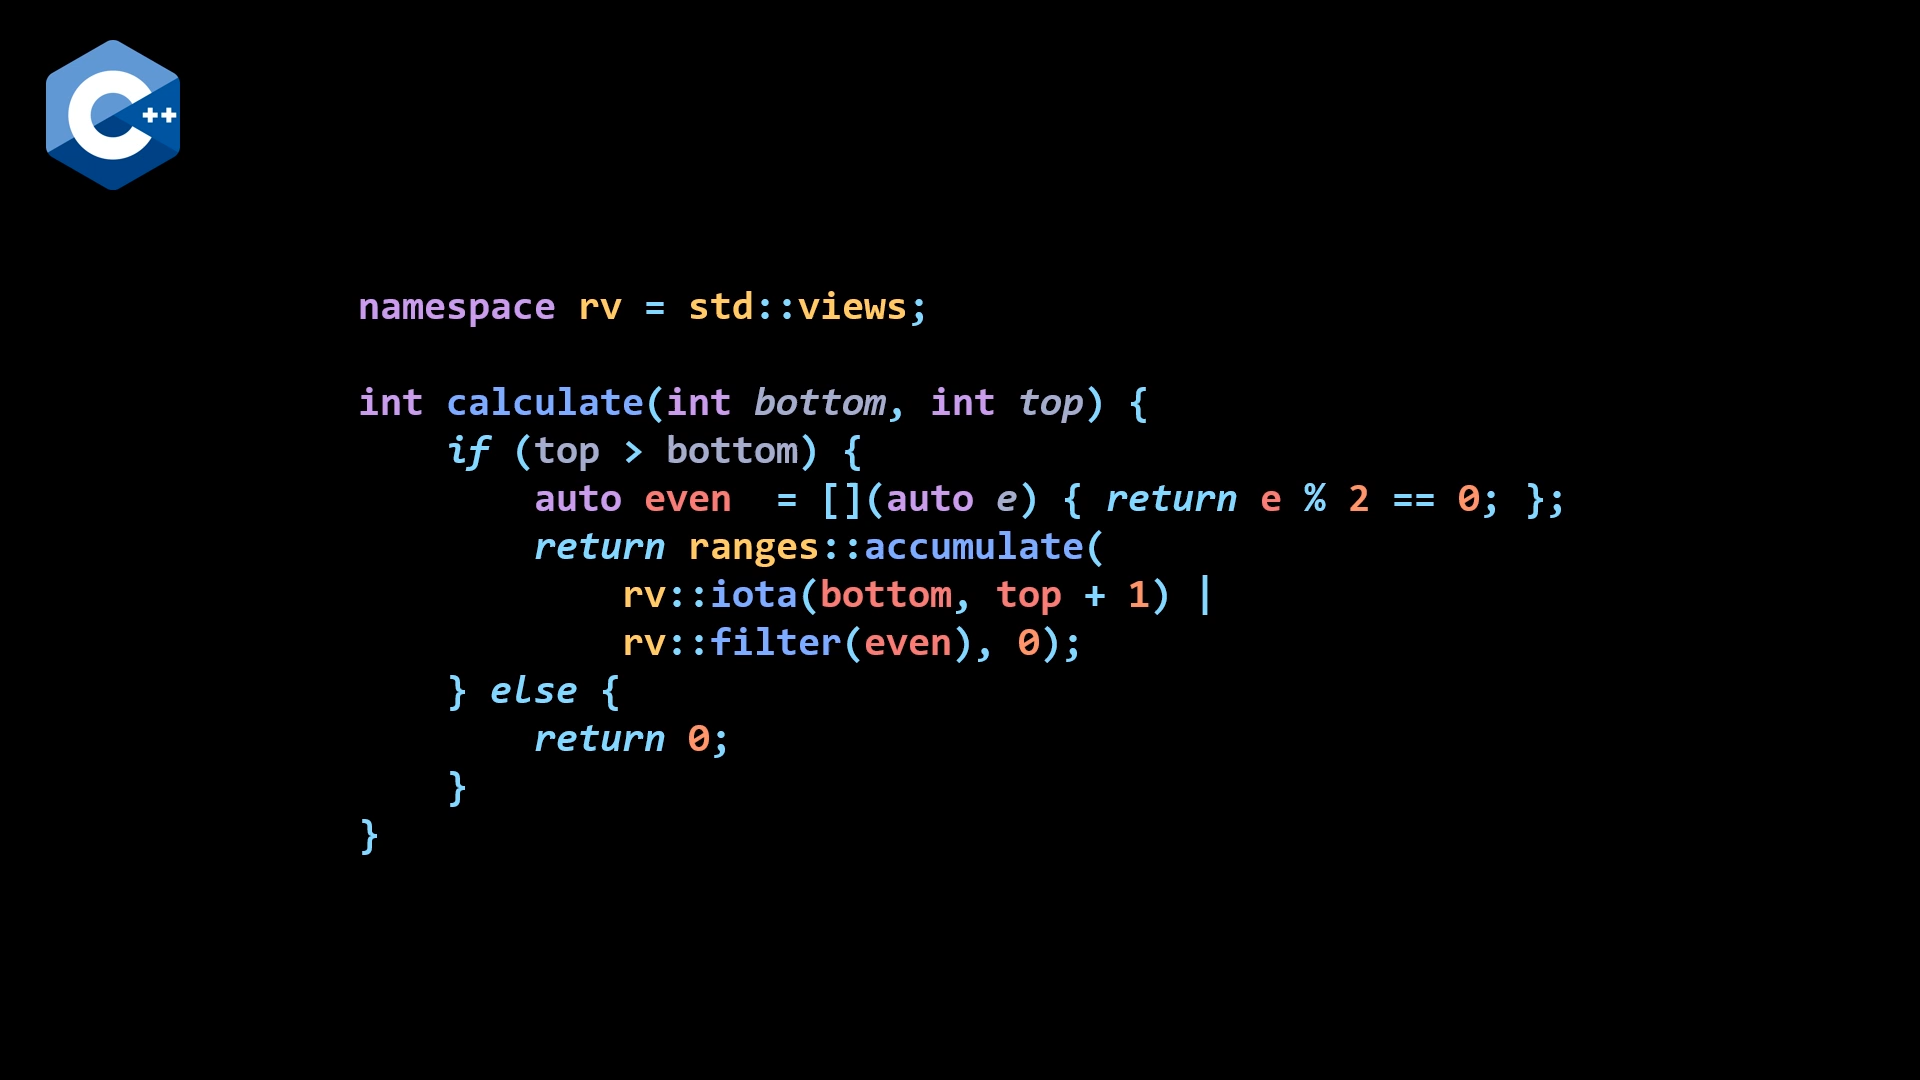 C++
namespace rv = std::views;
int calculate(int bottom, int top) {
    if (top > bottom) {
        auto even  = [](auto e) { return e % 2 == 0; };
        return ranges::accumulate(
            rv::iota(bottom, top + 1) |
            rv::filter(even), 0);
    } else {
        return 0;
    }
}